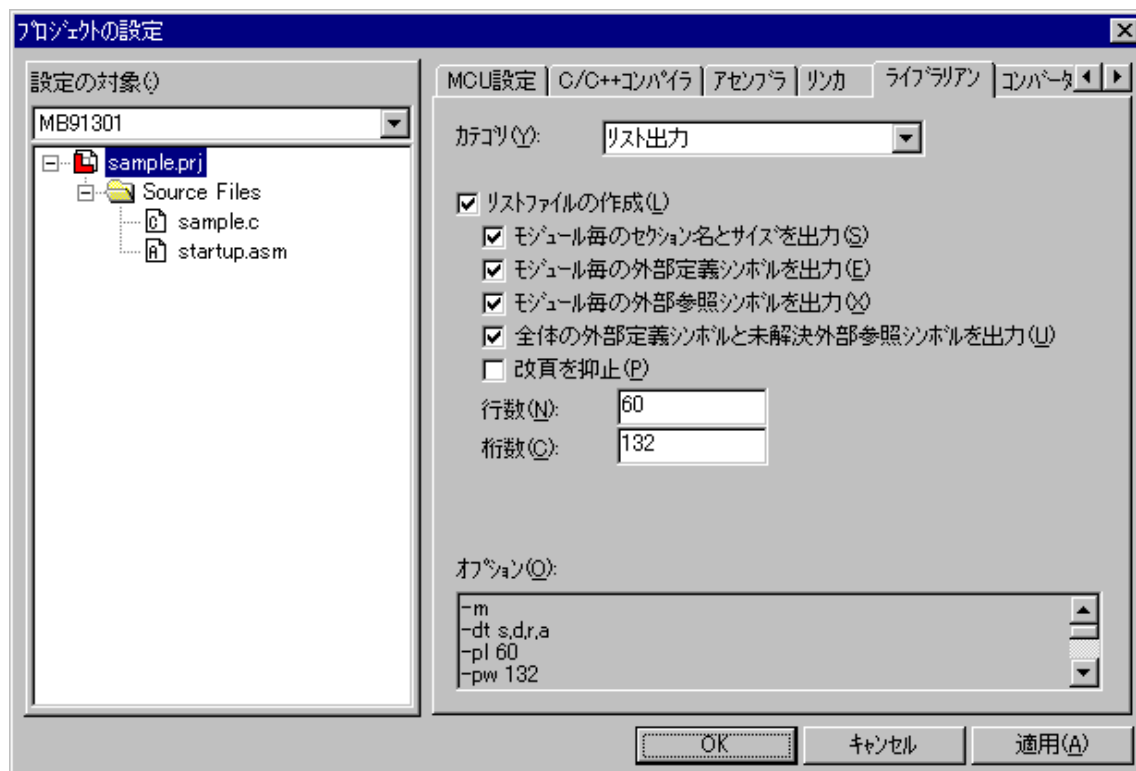 プロジェクトの設定
設定の対象(:)
MB91301
sample.prj
Source Files
sample.c
startup.asm
MCU設定
C/C++コンパイラ
アセンブラ
リンカ
ライブラリアン
コンバータ
カテゴリ(Y):
リスト出力
リストファイルの作成(L)
モジュール毎のセクション名とサイズを出力(S)
モジュール毎の外部定義シンボルを出力(E)
モジュール毎の外部参照シンボルを出力(X)
全体の外部定義シンボルと未解決外部参照シンボルを出力(U)
改頁を抑止(P)
行数(N):
60
桁数(C):
132
オプション(O):
-m
-dt s,d,r,a
-pl 60
-pw 132
OK
キャンセル
適用(A)